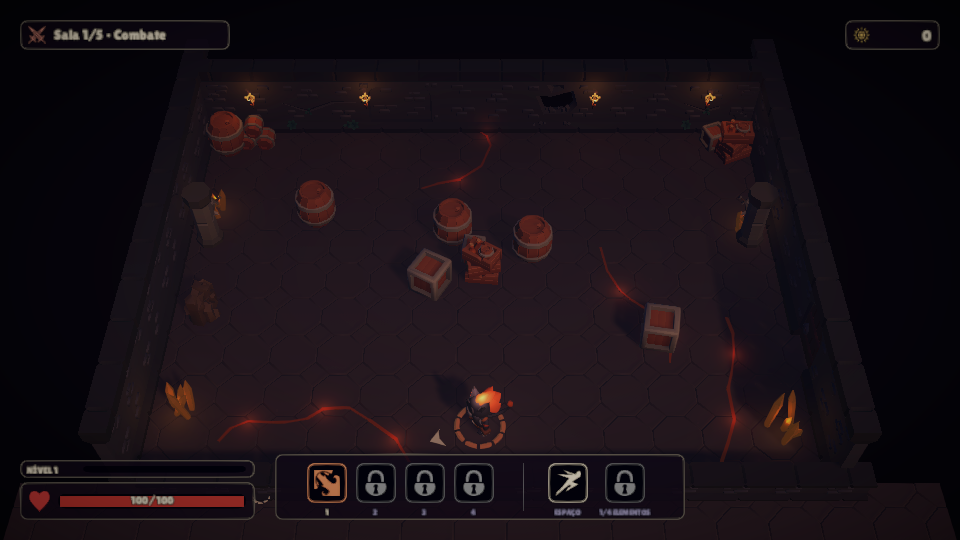 Sala 1/5 - Combate
0
NÍVEL 1
100/100
1
2
3
4
ESPAÇO
1/4 ELEMENTOS